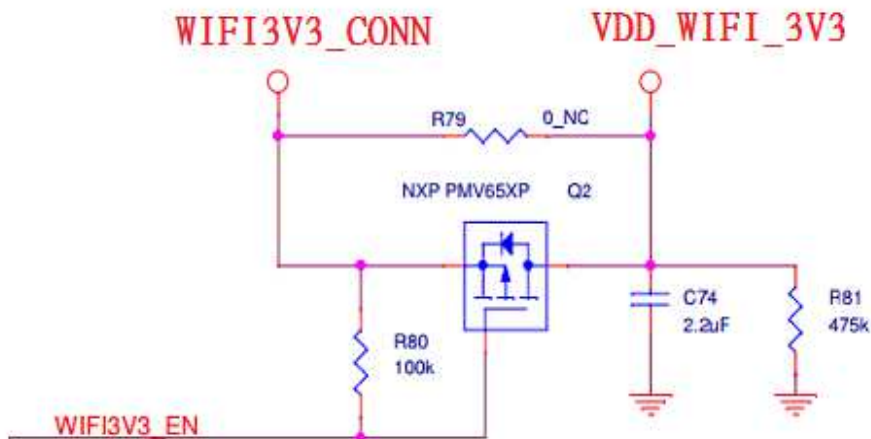 WIFI3V3_CONN VDD_WIFI_3V3
R79 0_NC
NXP PMV65XP Q2
C74 R81
2.2uF 475k
R80
100k
WIFI3V3_EN